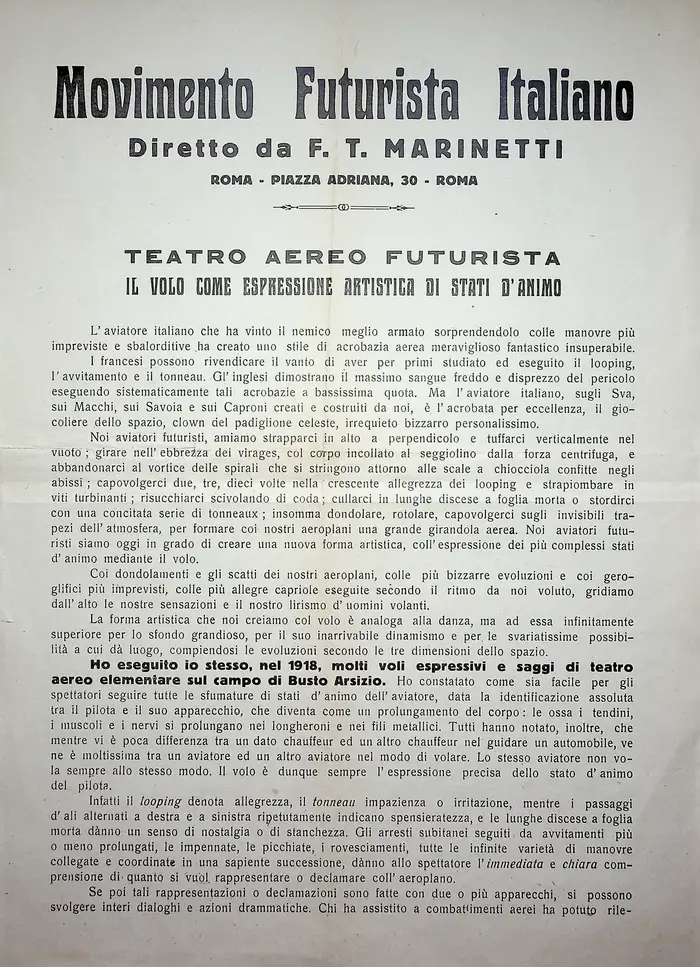 Movimento Futurista Italiano
Diretto da F. T. MARINETTI
ROMA - PIAZZA ADRIANA, 30 - ROMA
TEATRO AEREO FUTURISTA
IL VOLO COME ESPRESSIONE ARTISTICA DI STATI D'ANIMO
L'aviatore italiano che ha vinto il nemico meglio armato sorprendendolo colle manovre più
impreviste e sbalorditive ,ha creato uno stile di acrobazia aerea meraviglioso fantastico insuperabile.
I francesi possono rivendicare il vanto di aver per primi studiato ed eseguito il looping,
l'avvitamento e il tonneau. Gl'inglesi dimostrano il massimo sangue freddo e disprezzo del pericolo
eseguendo sistematicamente tali acrobazie a bassissima quota. Ma l'aviatore italiano, sugli Sva,
sui Macchi, sui Savoia e sui Caproni creati e costruiti da noi, è l'acrobata per eccellenza, il gio-
coliere dello spazio, clown del padiglione celeste, irrequieto bizzarro personalissimo.
Noi aviatori futuristi, amiamo strapparci in alto a perpendicolo e tuffarci verticalmente nel
vuoto ; girare nell'ebbrezza dei virages, col corpo incollato al seggiolino dalla forza centrifuga, e
abbandonarci al vortice delle spirali che si stringono attorno alle scale a chiocciola confitte negli
abissi ; capovolgerci due, tre, dieci volte nella crescente allegrezza dei looping e strapiombare in
viti turbinanti ; risucchiarci scivolando di coda ; cullarci in lunghe discese a foglia morta o stordirci
con una concitata serie di tonneaux ; insomma dondolare, rotolare, capovolgerci sugli invisibili tra-
pezi dell'atmosfera, per formare coi nostri aeroplani una grande girandola aerea. Noi aviatori futu-
risti siamo oggi in grado di creare una nuova forma artistica, coll'espressione dei più complessi stati
d'animo mediante il volo.
Coi dondolamenti e gli scatti dei nostri aeroplani, colle più bizzarre evoluzioni e coi gero-
glifici più imprevisti, colle più allegre capriole eseguite secondo il ritmo da noi voluto, gridiamo
dall'alto le nostre sensazioni e il nostro lirismo d'uomini volanti.
La forma artistica che noi creiamo col volo è analoga alla danza, ma ad essa infinitamente
superiore per lo sfondo grandioso, per il suo inarrivabile dinamismo e per le svariatissime possibi-
lità a cui dà luogo, compiendosi le evoluzioni secondo le tre dimensioni dello spazio.
Ho eseguito io stesso, nel 1918, molti voli espressivi e saggi di teatro
aereo elementare sul campo di Busto Arsizio. Ho constatato come sia facile per gli
spettatori seguire tutte le sfumature di stati d'animo dell'aviatore, data la identificazione assoluta
tra il pilota e il suo apparecchio, che diventa come un prolungamento del corpo : le ossa i tendini,
i muscoli e i nervi si prolungano nei longheroni e nei fili metallici. Tutti hanno notato, inoltre, che
mentre vi è poca differenza tra un dato chauffeur ed un altro chauffeur nel guidare un automobile, ve
ne è moltissima tra un aviatore ed un altro aviatore nel modo di volare. Lo stesso aviatore non vo-
la sempre allo stesso modo. Il volo è dunque sempre l'espressione precisa dello stato d'animo
del pilota.
Infatti il looping denota allegrezza, il tonneau impazienza o irritazione, mentre i passaggi
d'ali alternati a destra e a sinistra ripetutamente indicano spensieratezza, e le lunghe discese a foglia
morta dànno un senso di nostalgia o di stanchezza. Gli arresti subitanei seguiti da avvitamenti più
o meno prolungati, le impennate, le picchiate, i rovesciamenti, tutte le infinite varietà di manovre
collegate e coordinate in una sapiente successione, dànno allo spettatore l'immediata e chiara com-
prensione di quanto si vuol rappresentare o declamare coll'aeroplano.
Se poi tali rappresentazioni o declamazioni sono fatte con due o più apparecchi, si possono
svolgere interi dialoghi e azioni drammatiche. Chi ha assistito a combattimenti aerei ha potuto rile-